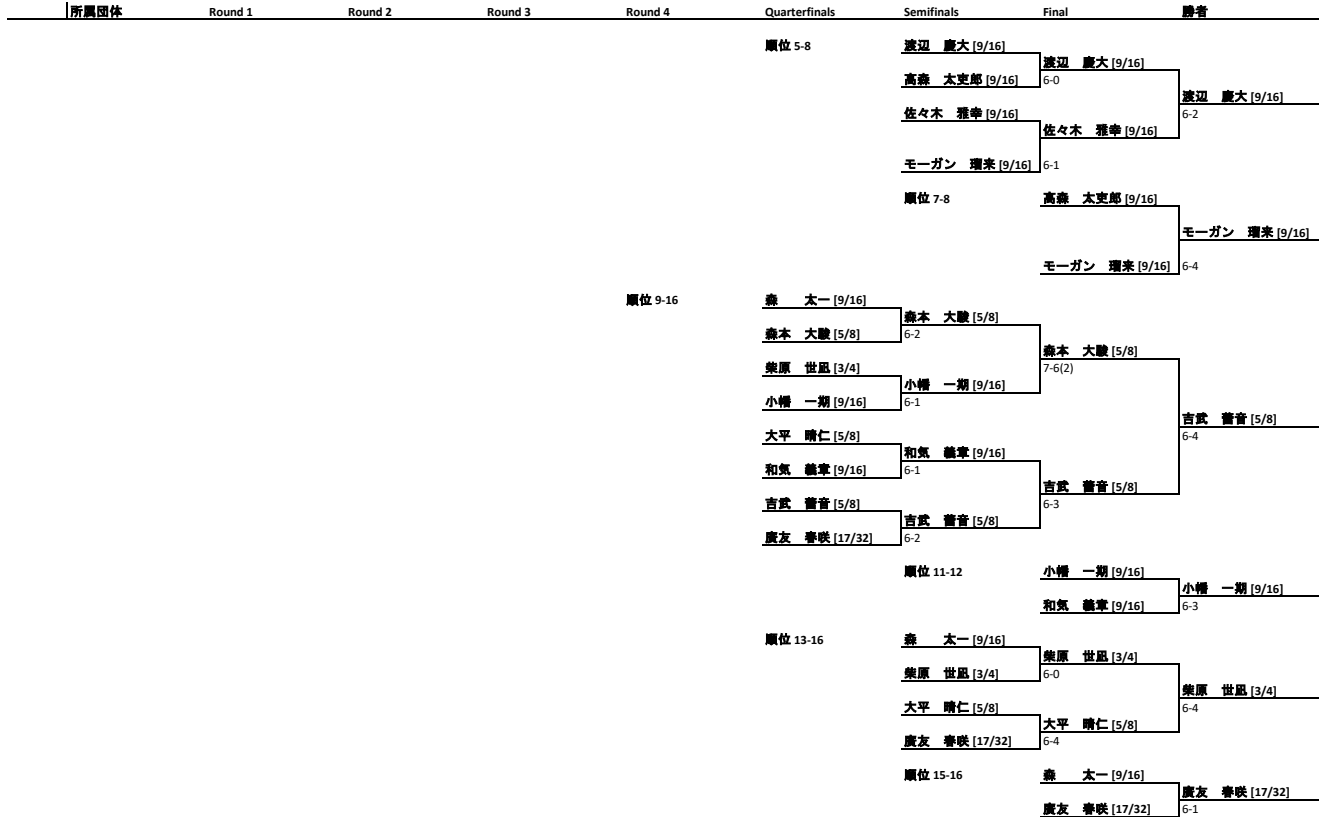 所属団体 Round 1 Round 2 Round 3 Round 4 Quarterfinals Semifinals Final 勝者
順位 5-8 渡辺　慶大 [9/16]
渡辺　慶大 [9/16]
高森　太吏郎 [9/16] 6-0
渡辺　慶大 [9/16]
佐々木　雅幸 [9/16] 6-2
佐々木　雅幸 [9/16]
モーガン　瑠来 [9/16] 6-1
順位 7-8 高森　太吏郎 [9/16]
モーガン　瑠来 [9/16]
モーガン　瑠来 [9/16] 6-4
順位 9-16 森　　太一 [9/16]
森本　大駿 [5/8]
森本　大駿 [5/8] 6-2
森本　大駿 [5/8]
柴原　世凪 [3/4] 7-6(2)
小幡　一期 [9/16]
小幡　一期 [9/16] 6-1
吉武　蕾音 [5/8]
大平　晴仁 [5/8] 6-4
和気　義章 [9/16]
和気　義章 [9/16] 6-1
吉武　蕾音 [5/8]
吉武　蕾音 [5/8] 6-3
吉武　蕾音 [5/8]
廣友　春咲 [17/32] 6-2
順位 11-12 小幡　一期 [9/16]
小幡　一期 [9/16]
和気　義章 [9/16] 6-3
順位 13-16 森　　太一 [9/16]
柴原　世凪 [3/4]
柴原　世凪 [3/4] 6-0
柴原　世凪 [3/4]
大平　晴仁 [5/8] 6-4
大平　晴仁 [5/8]
廣友　春咲 [17/32] 6-4
順位 15-16 森　　太一 [9/16]
廣友　春咲 [17/32]
廣友　春咲 [17/32] 6-1